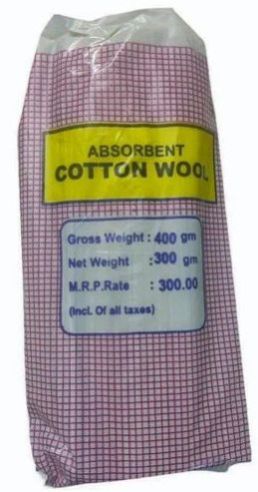 ABSORBENT
COTTON WOOL
Gross Weight : 400 gm
Net Weight : 300 gm
M.R.P.Rate : 300.00
(Incl. Of all taxes)